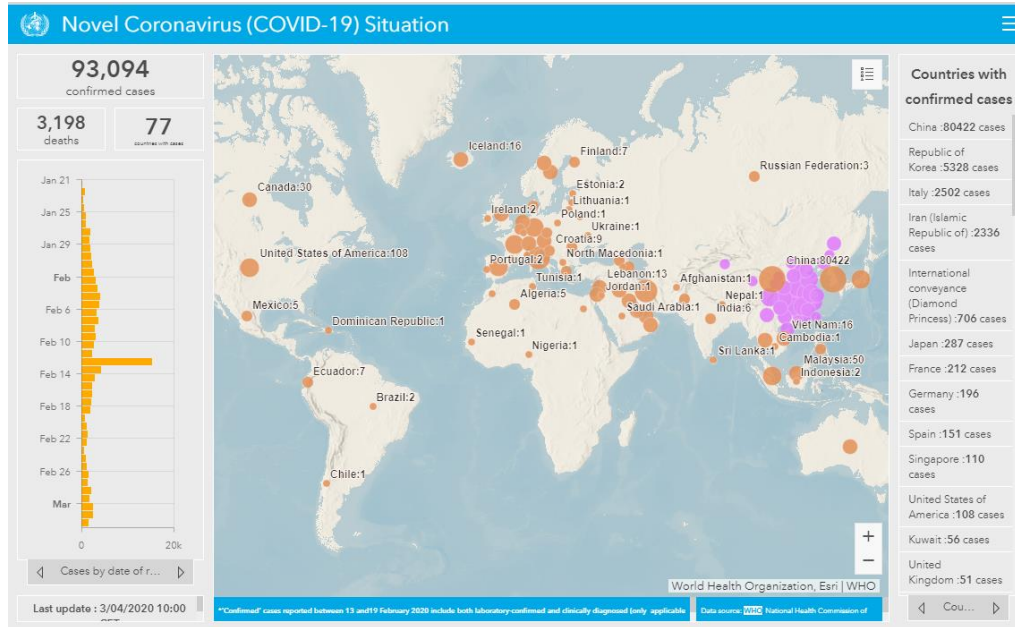 Novel Coronavirus (COVID-19) Situation
93,094
confirmed cases
3,198
deaths
77
countries with cases
Jan 21
Jan 25
Jan 29
Feb
Feb 6
Feb 10
Feb 14
Feb 18
Feb 22
Feb 26
Mar
0 20k
Cases by date of r...
Last update : 3/04/2020 10:00
CET
Iceland:16
Finland:7
Russian Federation:3
Canada:30
Estonia:2
Lithuania:1
Ireland:2
Poland:1
Ukraine:1
Croatia:9
United States of America:108
Portugal:2
North Macedonia:1
China:80422
Tunisia:1
Lebanon:13
Afghanistan:1
Jordan:1
Algeria:5
Nepal:1
Mexico:5
Saudi Arabia:1
India:6
Dominican Republic:1
Viet Nam:16
Senegal:1
Cambodia:1
Nigeria:1
Sri Lanka:1
Malaysia:50
Ecuador:7
Indonesia:2
Brazil:2
Chile:1
+
−
World Health Organization, Esri | WHO
*"Confirmed" cases reported between 13 and19 February 2020 include both laboratory-confirmed and clinically diagnosed (only applicable
Data source: WHO National Health Commission of
Countries with
confirmed cases
China :80422 cases
Republic of
Korea :5328 cases
Italy :2502 cases
Iran (Islamic
Republic of) :2336
cases
International
conveyance
(Diamond
Princess) :706 cases
Japan :287 cases
France :212 cases
Germany :196
cases
Spain :151 cases
Singapore :110
cases
United States of
America :108 cases
Kuwait :56 cases
United
Kingdom :51 cases
Cou...